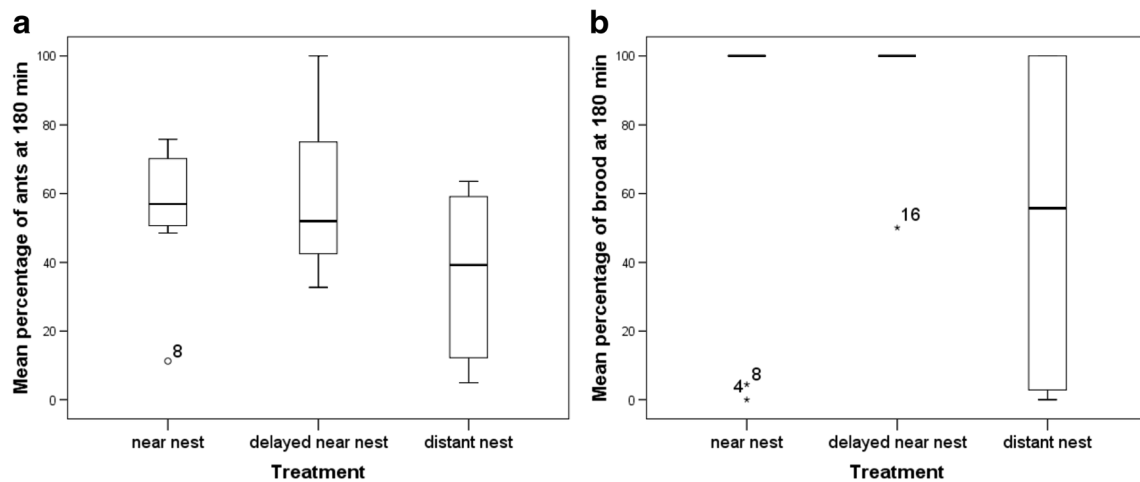 a
Mean percentage of ants at 180 min
100
80
60
40
20
0
8
near nest
delayed near nest
distant nest
Treatment
b
Mean percentage of brood at 180 min
100
80
60
40
20
0
16
8
4
near nest
delayed near nest
distant nest
Treatment